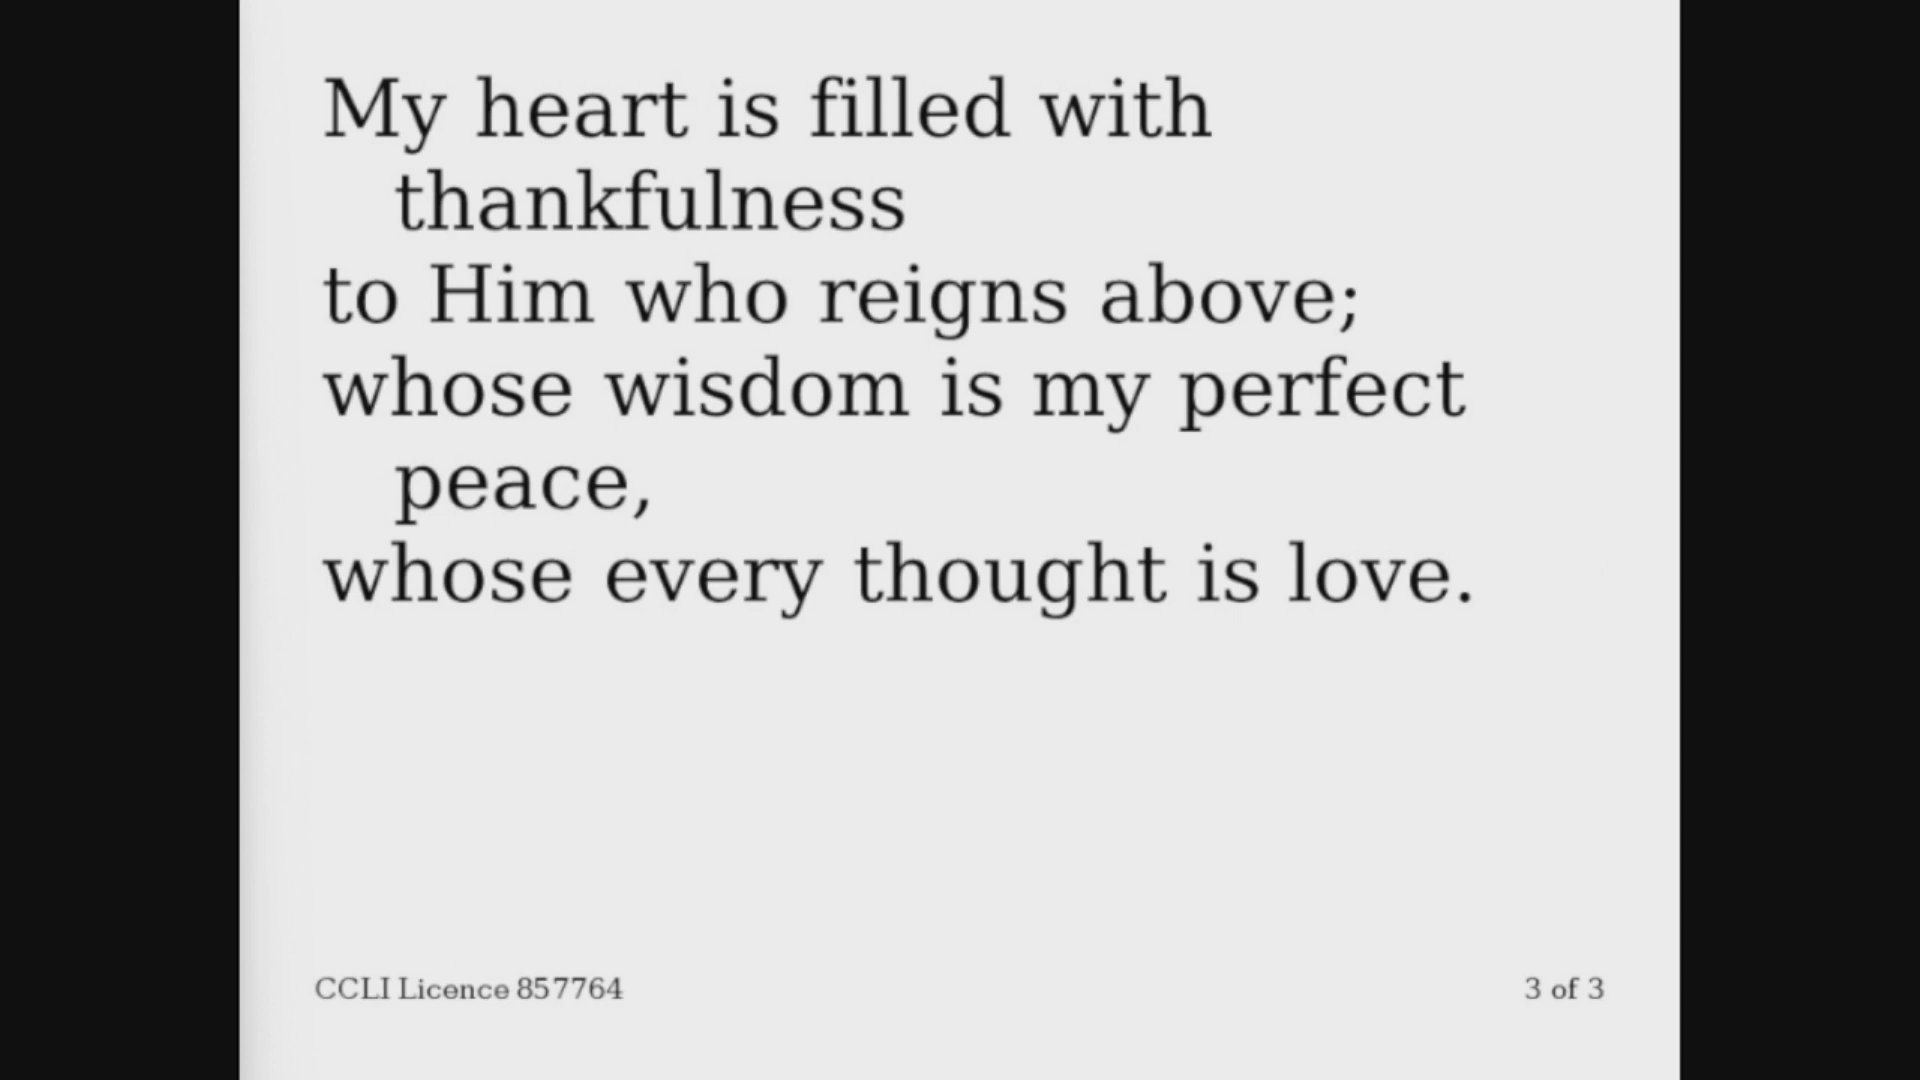 My heart is filled with
thankfulness
to Him who reigns above;
whose wisdom is my perfect
peace,
whose every thought is love.
CCLI Licence 857764
3 of 3